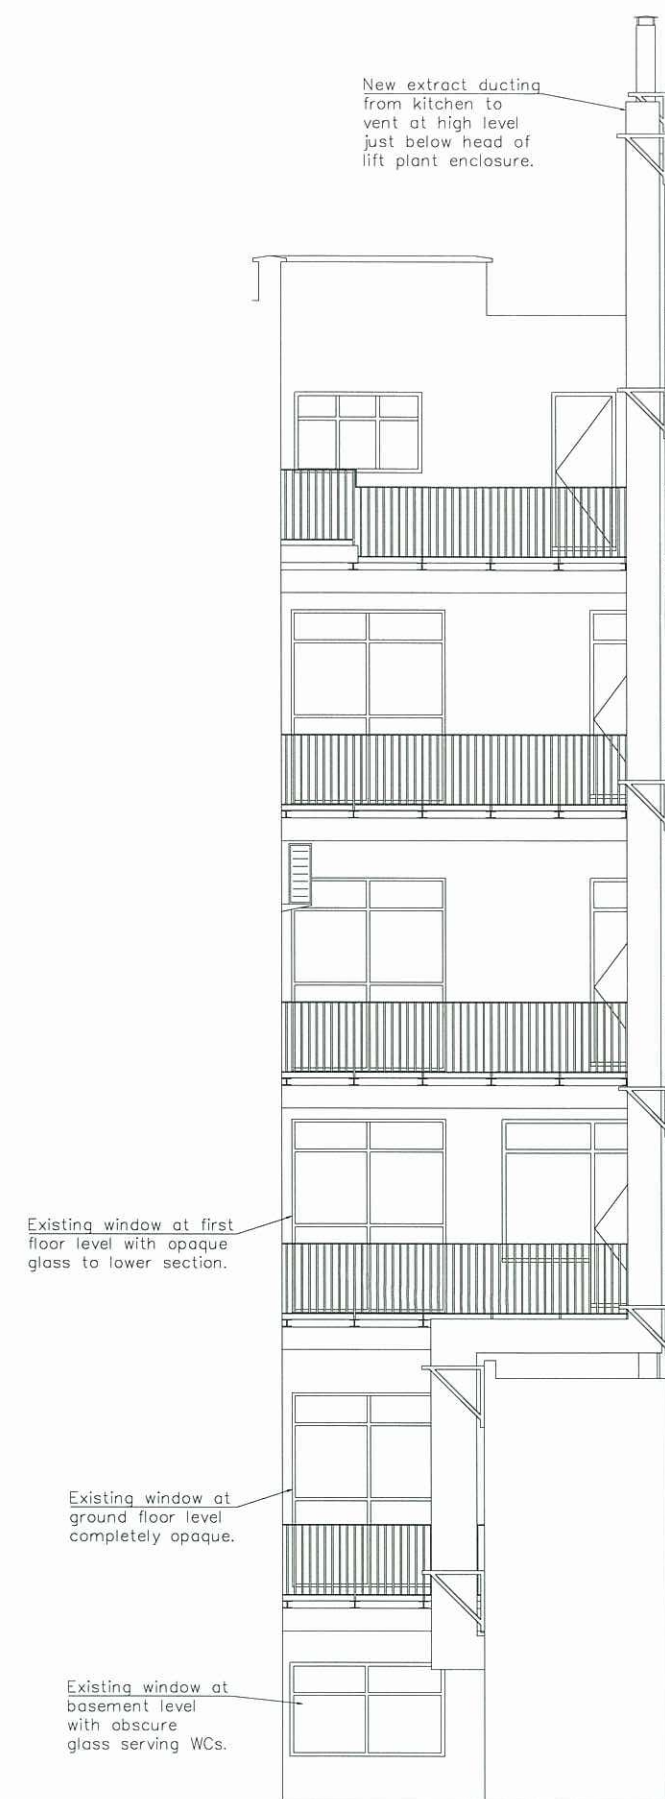 New extract ducting
from kitchen to
vent at high level
just below head of
lift plant enclosure.
Existing window at first
floor level with opaque
glass to lower section.
Existing window at
ground floor level
completely opaque.
Existing window at
basement level
with obscure
glass serving WCs.